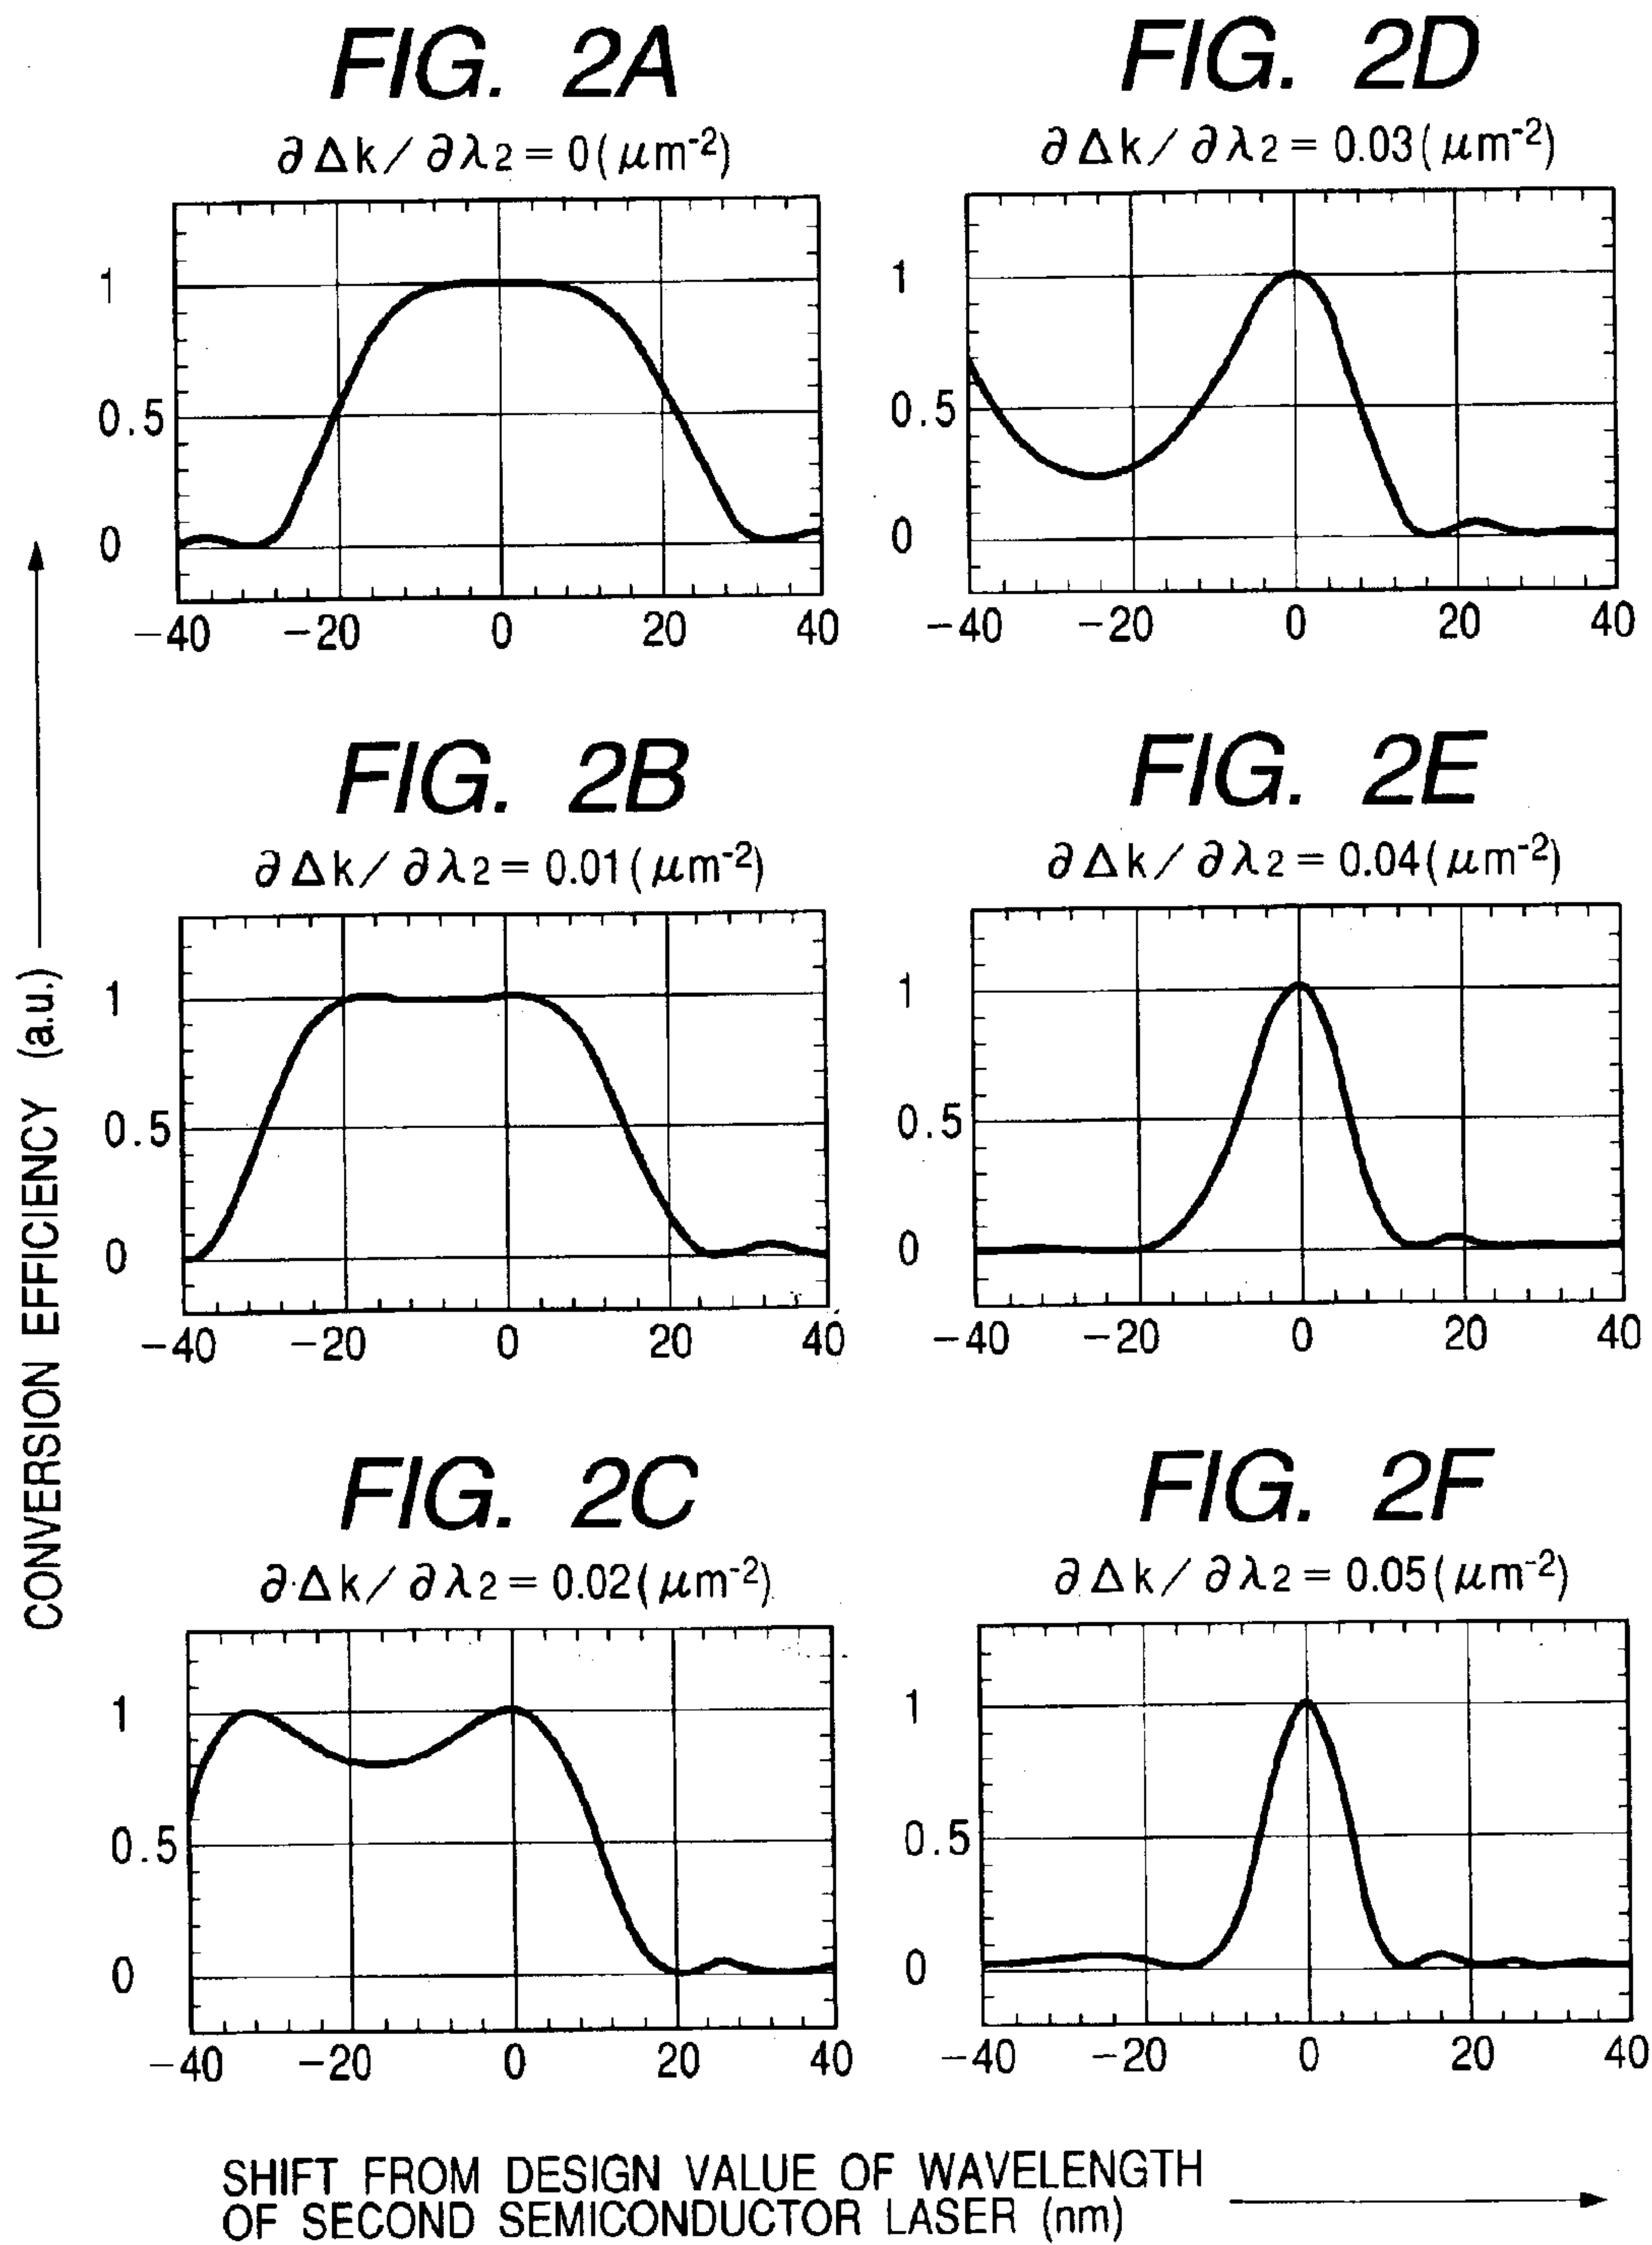 FIG. 2A
∂Δk/∂λ2 = 0(μm⁻²)
1
0.5
0
−40 −20 0 20 40
FIG. 2B
∂Δk/∂λ2 = 0.01(μm⁻²)
1
0.5
0
−40 −20 0 20 40
FIG. 2C
∂Δk/∂λ2 = 0.02(μm⁻²)
1
0.5
0
−40 −20 0 20 40
FIG. 2D
∂Δk/∂λ2 = 0.03(μm⁻²)
1
0.5
0
−40 −20 0 20 40
FIG. 2E
∂Δk/∂λ2 = 0.04(μm⁻²)
1
0.5
0
−40 −20 0 20 40
FIG. 2F
∂Δk/∂λ2 = 0.05(μm⁻²)
1
0.5
0
−40 −20 0 20 40
CONVERSION EFFICIENCY (a.u.)
SHIFT FROM DESIGN VALUE OF WAVELENGTH
OF SECOND SEMICONDUCTOR LASER (nm)